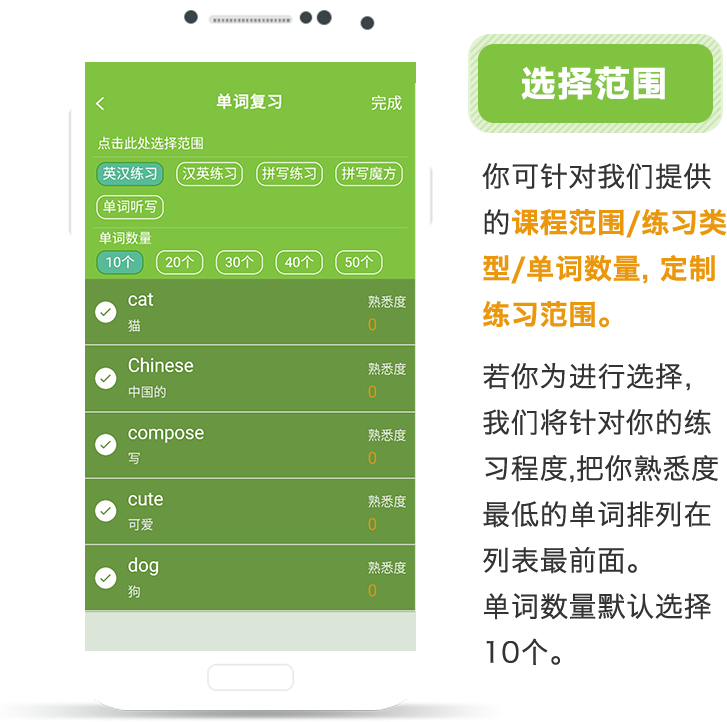 单词复习
完成
点击此处选择范围
英汉练习 汉英练习 拼写练习 拼写魔方
单词听写
单词数量
10个 20个 30个 40个 50个
cat 熟悉度
猫 0
Chinese 熟悉度
中国的 0
compose 熟悉度
写 0
cute 熟悉度
可爱 0
dog 熟悉度
狗 0
选择范围
你可针对我们提供
的课程范围/练习类
型/单词数量, 定制
练习范围。
若你为进行选择,
我们将针对你的练
习程度,把你熟悉度
最低的单词排列在
列表最前面。
单词数量默认选择
10个。